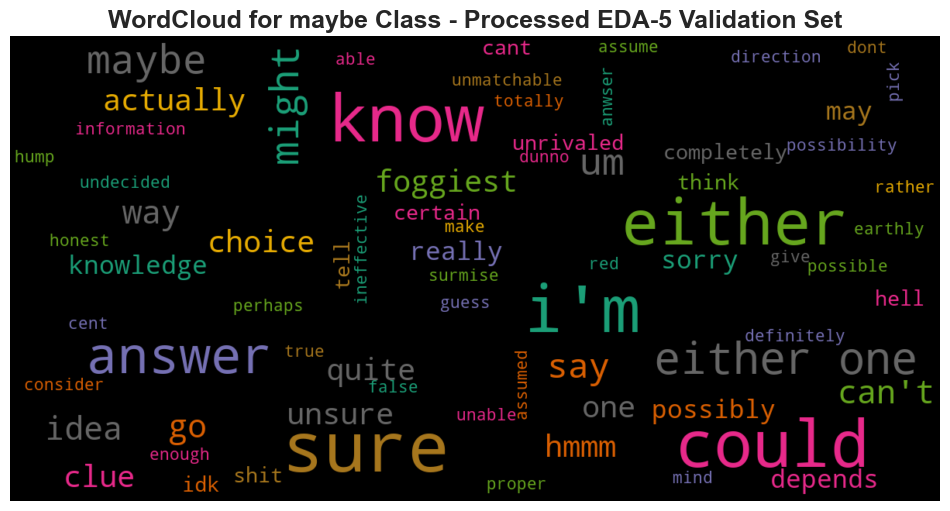 WordCloud for maybe Class - Processed EDA-5 Validation Set
maybe
actually
information
might
able
cant
assume
direction
dont
unmatchable
totally
anwser
pick
may
know
unrivaled
dunno
um
completely
possibility
hump
undecided
foggiest
think
rather
way
certain
make
either
earthly
honest
choice
tell
ineffective
really
surmise
red
sorry
give
possible
knowledge
perhaps
guess
i'm
hell
cent
answer
true
false
quite
definitely
either one
consider
assumed
say
can't
idea
go
unsure
unable
one
possibly
enough
sure
hmmm
could
clue
idk
shit
proper
mind
depends